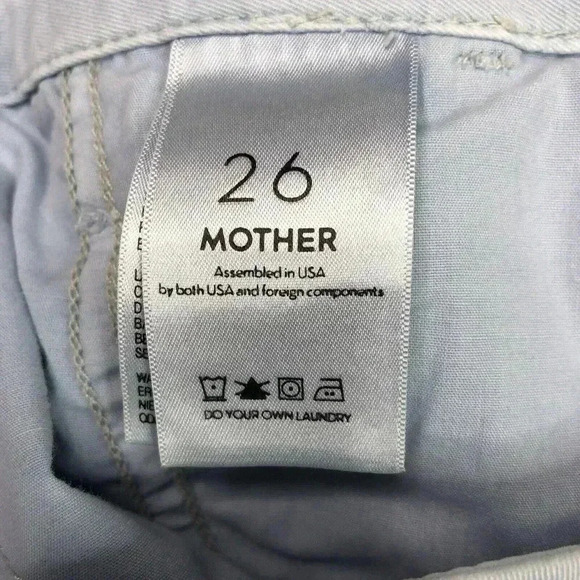 26
MOTHER
Assembled in USA
by both USA and foreign components
DO YOUR OWN LAUNDRY